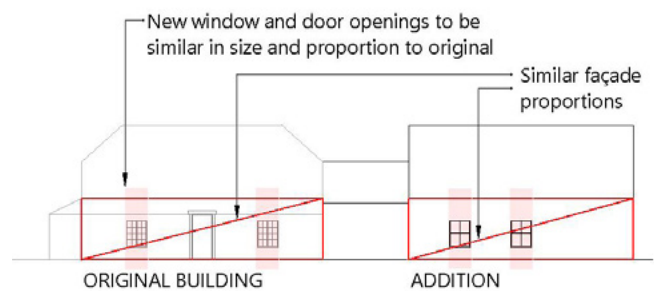 New window and door openings to be
similar in size and proportion to original
Similar façade
proportions
ORIGINAL BUILDING
ADDITION